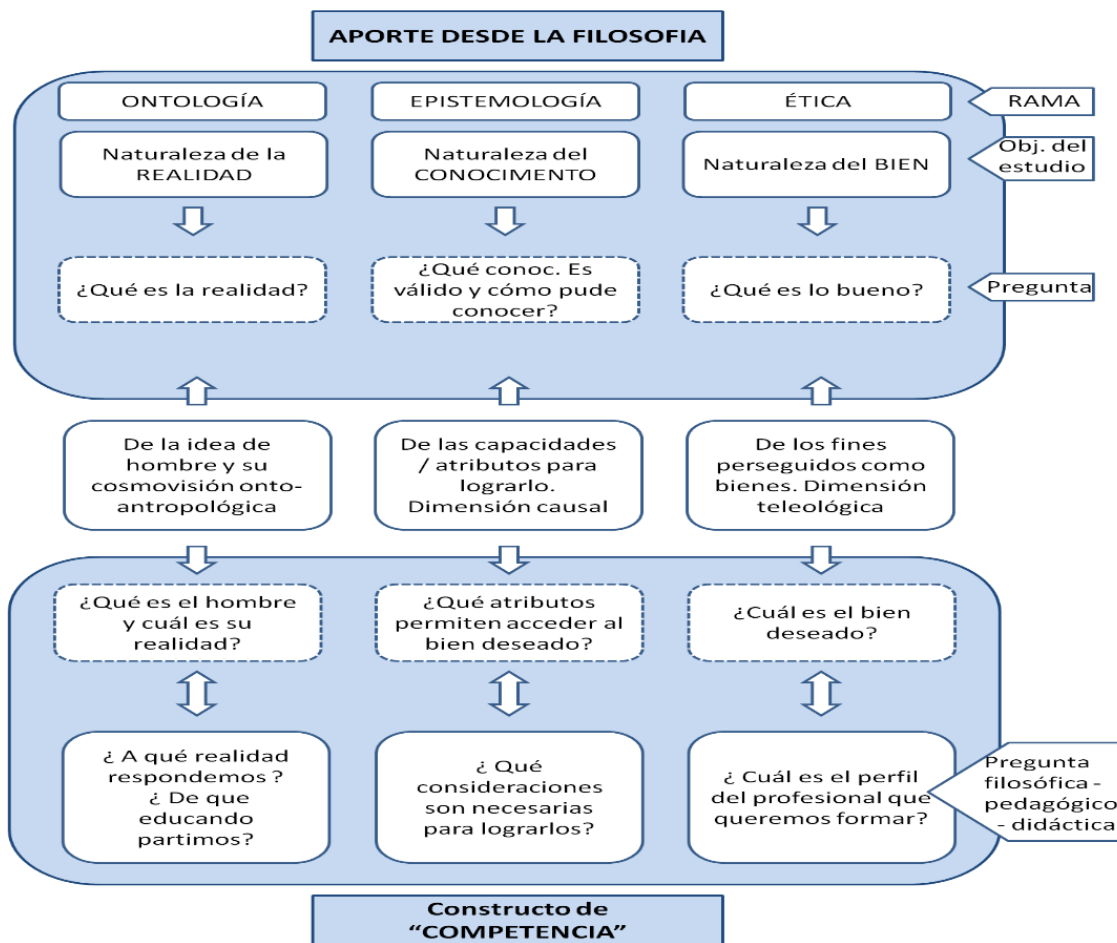 APORTE DESDE LA FILOSOFIA
ONTOLOGÍA
EPISTEMOLOGÍA
ÉTICA
RAMA
Naturaleza de la
REALIDAD
Naturaleza del
CONOCIMENTO
Naturaleza del BIEN
Obj. del
estudio
¿Qué es la realidad?
¿Qué conoc. Es
válido y cómo pude
conocer?
¿Qué es lo bueno?
Pregunta
De la idea de
hombre y su
cosmovisión onto-
antropológica
De las capacidades
/ atributos para
lograrlo.
Dimensión causal
De los fines
perseguidos como
bienes. Dimensión
teleológica
¿Qué es el hombre
y cuál es su
realidad?
¿Qué atributos
permiten acceder al
bien deseado?
¿Cuál es el bien
deseado?
¿ A qué realidad
respondemos ?
¿ De que
educando
partimos?
¿ Qué
consideraciones
son necesarias
para lograrlos?
¿ Cuál es el perfil
del profesional que
queremos formar?
Pregunta
filosófica -
pedagógico
- didáctica
Constructo de
“COMPETENCIA”